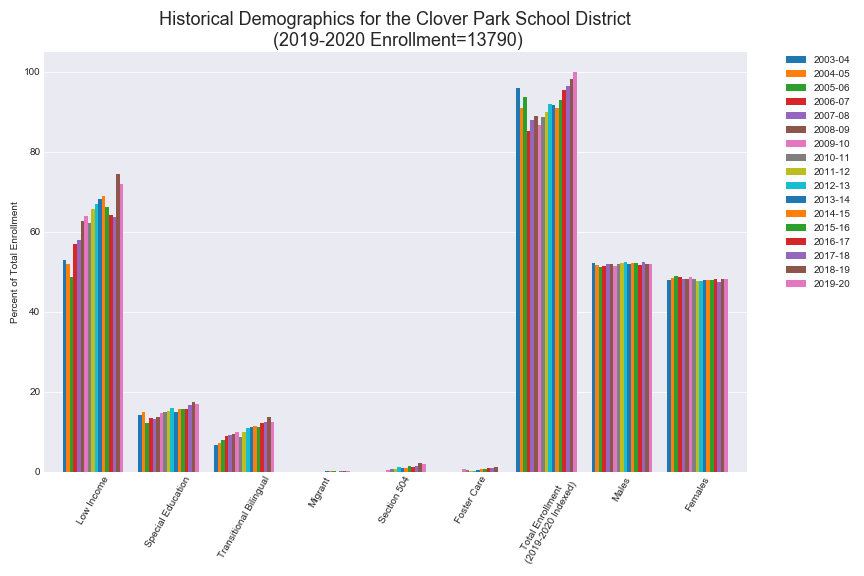 Historical Demographics for the Clover Park School District
(2019-2020 Enrollment=13790)
Percent of Total Enrollment
100
80
60
40
20
0
Low Income
Special Education
Transitional Bilingual
Migrant
Section 504
Foster Care
Total Enrollment
(2019-2020 Indexed)
Males
Females
2003-04
2004-05
2005-06
2006-07
2007-08
2008-09
2009-10
2010-11
2011-12
2012-13
2013-14
2014-15
2015-16
2016-17
2017-18
2018-19
2019-20